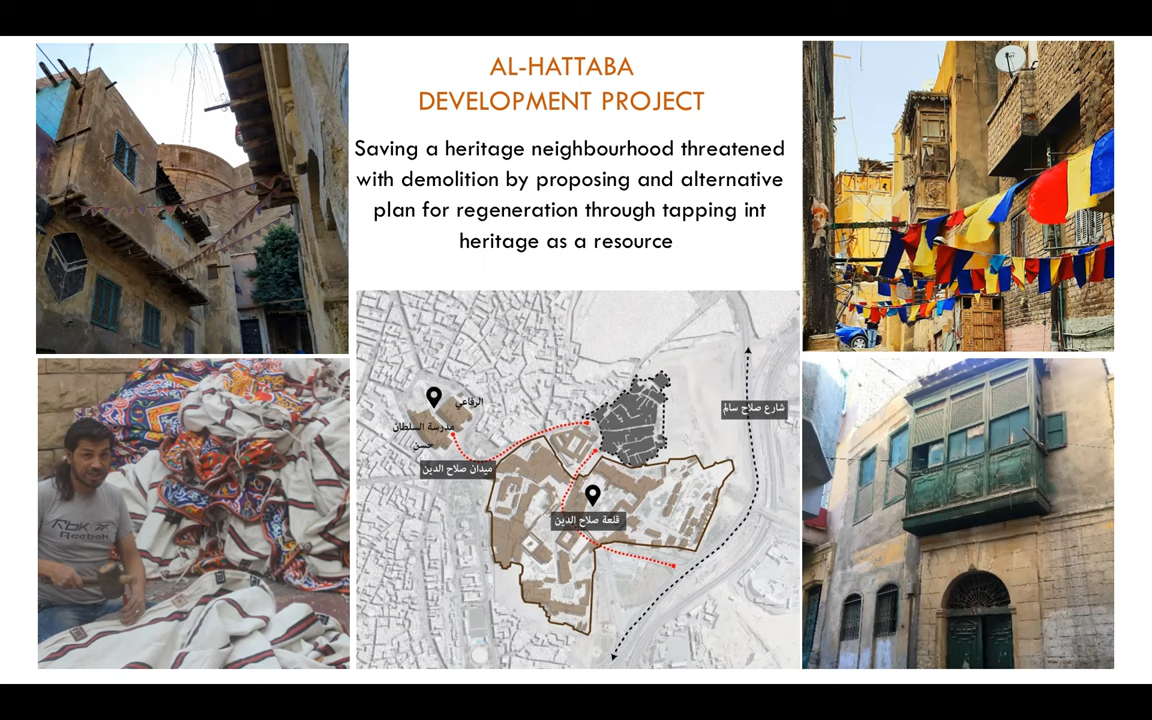 AL-HATTABA
DEVELOPMENT PROJECT
Saving a heritage neighbourhood threatened
with demolition by proposing and alternative
plan for regeneration through tapping int
heritage as a resource
الرفاعي
مدرسة السلطان
حسن
ميدان صلاح الدين
شارع صلاح سالم
قلعة صلاح الدين
RBK
Reebok